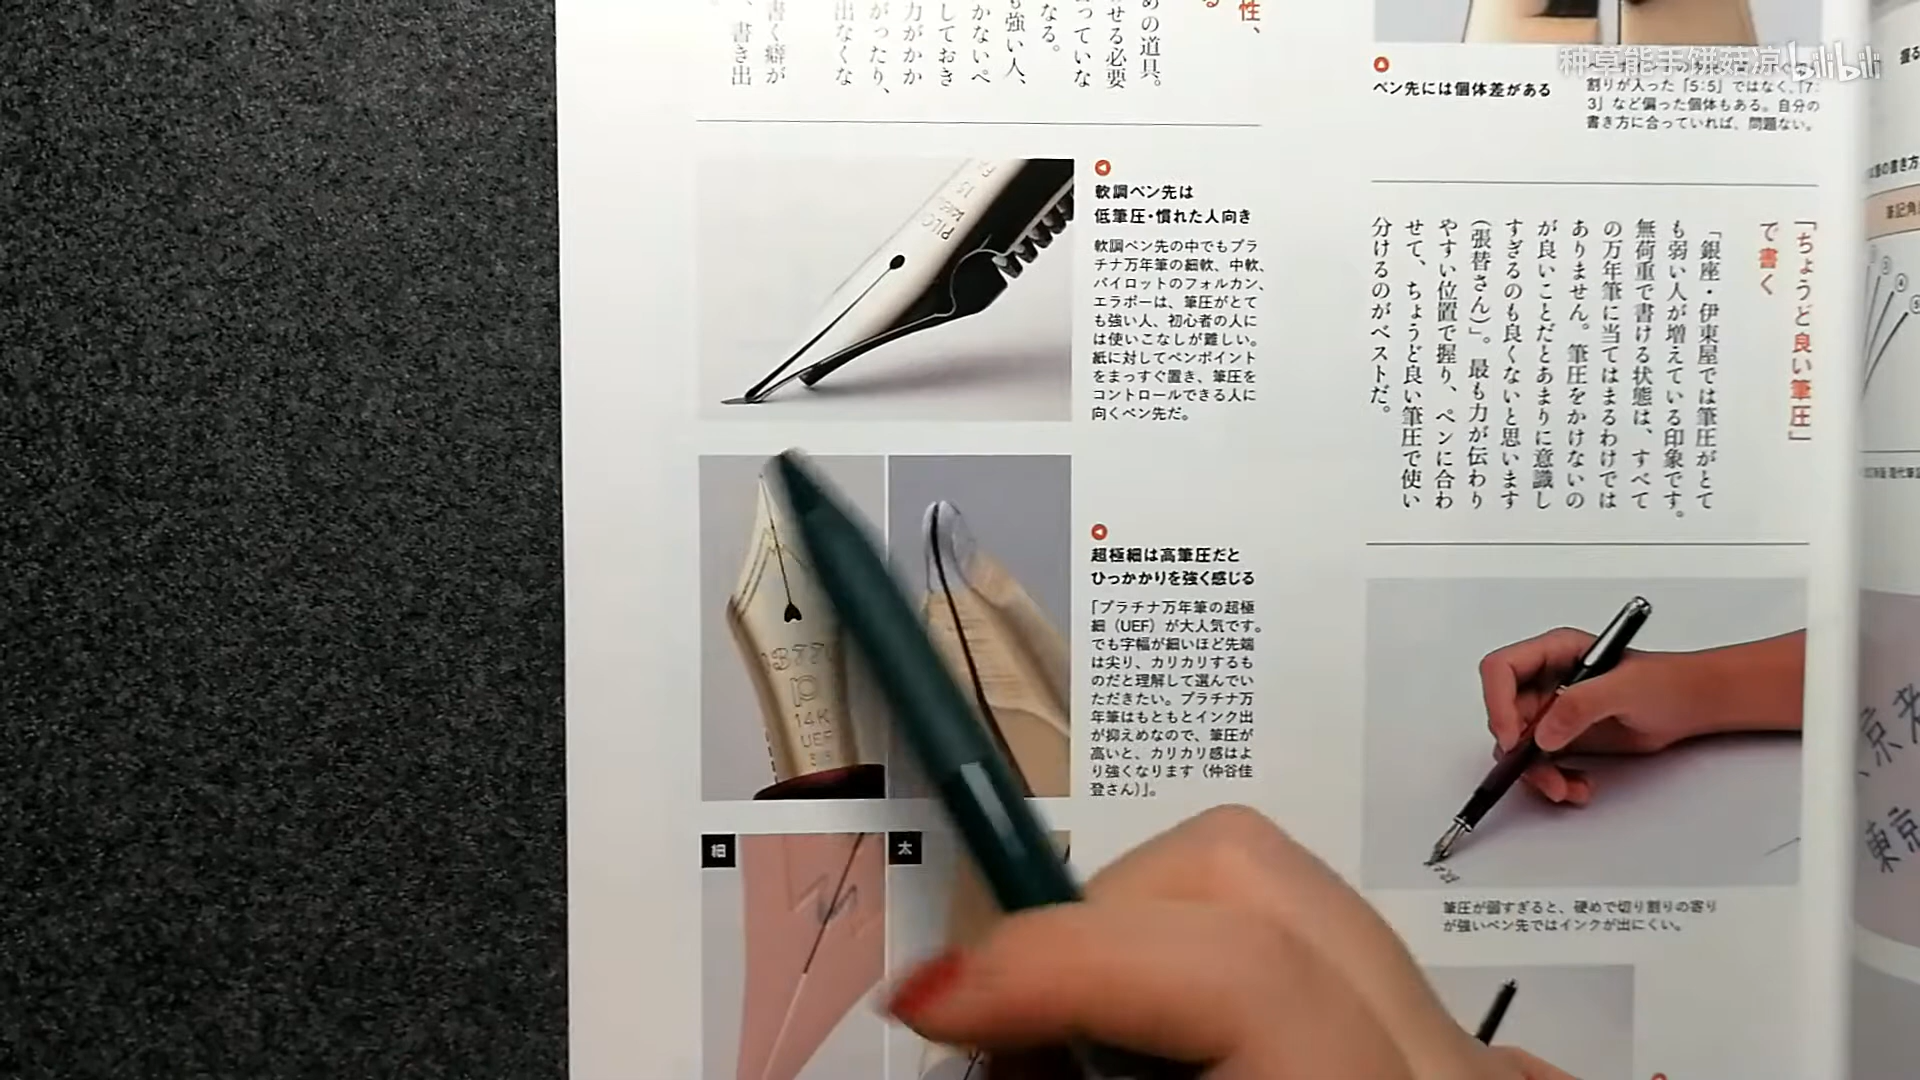 種草能手饼菇凉 bilibili
性、
る
めの道具。
せる必要
っていな
なる。
も強い人、
かないペ
しておき
力がかか
がったり、
出なくな
書く癖が
、書き出
ペン先には個体差がある
割りが入った「5:5」ではなく、「7:
3」など偏った個体もある。自分の
書き方に合っていれば、問題ない。
軟調ペン先は
低筆圧・慣れた人向き
軟調ペン先の中でもプラ
チナ万年筆の細軟、中軟、
パイロットのフォルカン、
エラボーは、筆圧がとて
も強い人、初心者の人に
は使いこなしが難しい。
紙に対してペンポイント
をまっすぐ置き、筆圧を
コントロールできる人に
向くペン先だ。
「ちょうど良い筆圧」
で書く
「銀座・伊東屋では筆圧がとて
も弱い人が増えている印象です。
無荷重で書ける状態は、すべて
の万年筆に当てはまるわけでは
ありません。筆圧をかけないの
が良いことだとあまりに意識し
すぎるのも良くないと思います
(張替さん)」。最も力が伝わり
やすい位置で握り、ペンに合わ
せて、ちょうど良い筆圧で使い
分けるのがベストだ。
超極細は高筆圧だと
ひっかかりを強く感じる
「プラチナ万年筆の超極
細(UEF)が大人気です。
でも字幅が細いほど先端
は尖り、カリカリするも
のだと理解して選んでい
ただきたい。プラチナ万
年筆はもともとインク出
が抑えめなので、筆圧が
高いと、カリカリ感はよ
り強くなります(仲谷佳
登さん)」。
3776
P
14K
UEF
細
太
筆圧が弱すぎると、硬めで切り割りの寄り
が強いペン先ではインクが出にくい。
の書き方
筆記角
東京